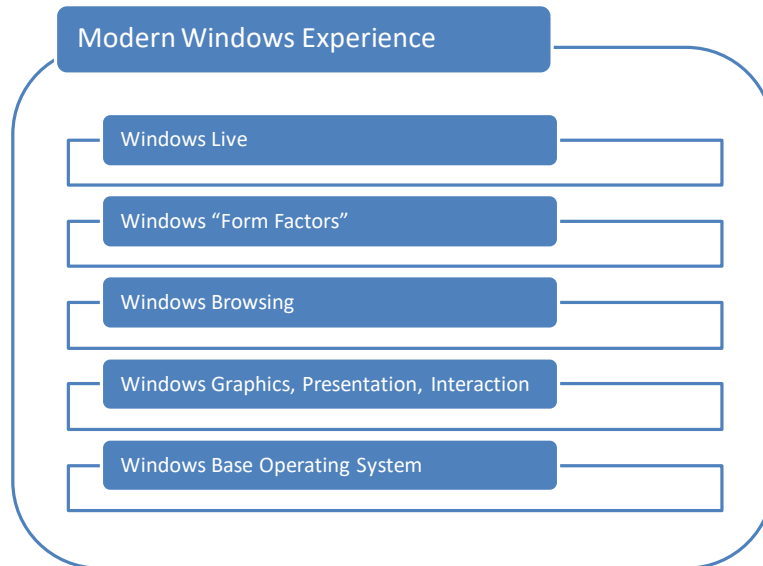 Modern Windows Experience
Windows Live
Windows “Form Factors”
Windows Browsing
Windows Graphics, Presentation, Interaction
Windows Base Operating System